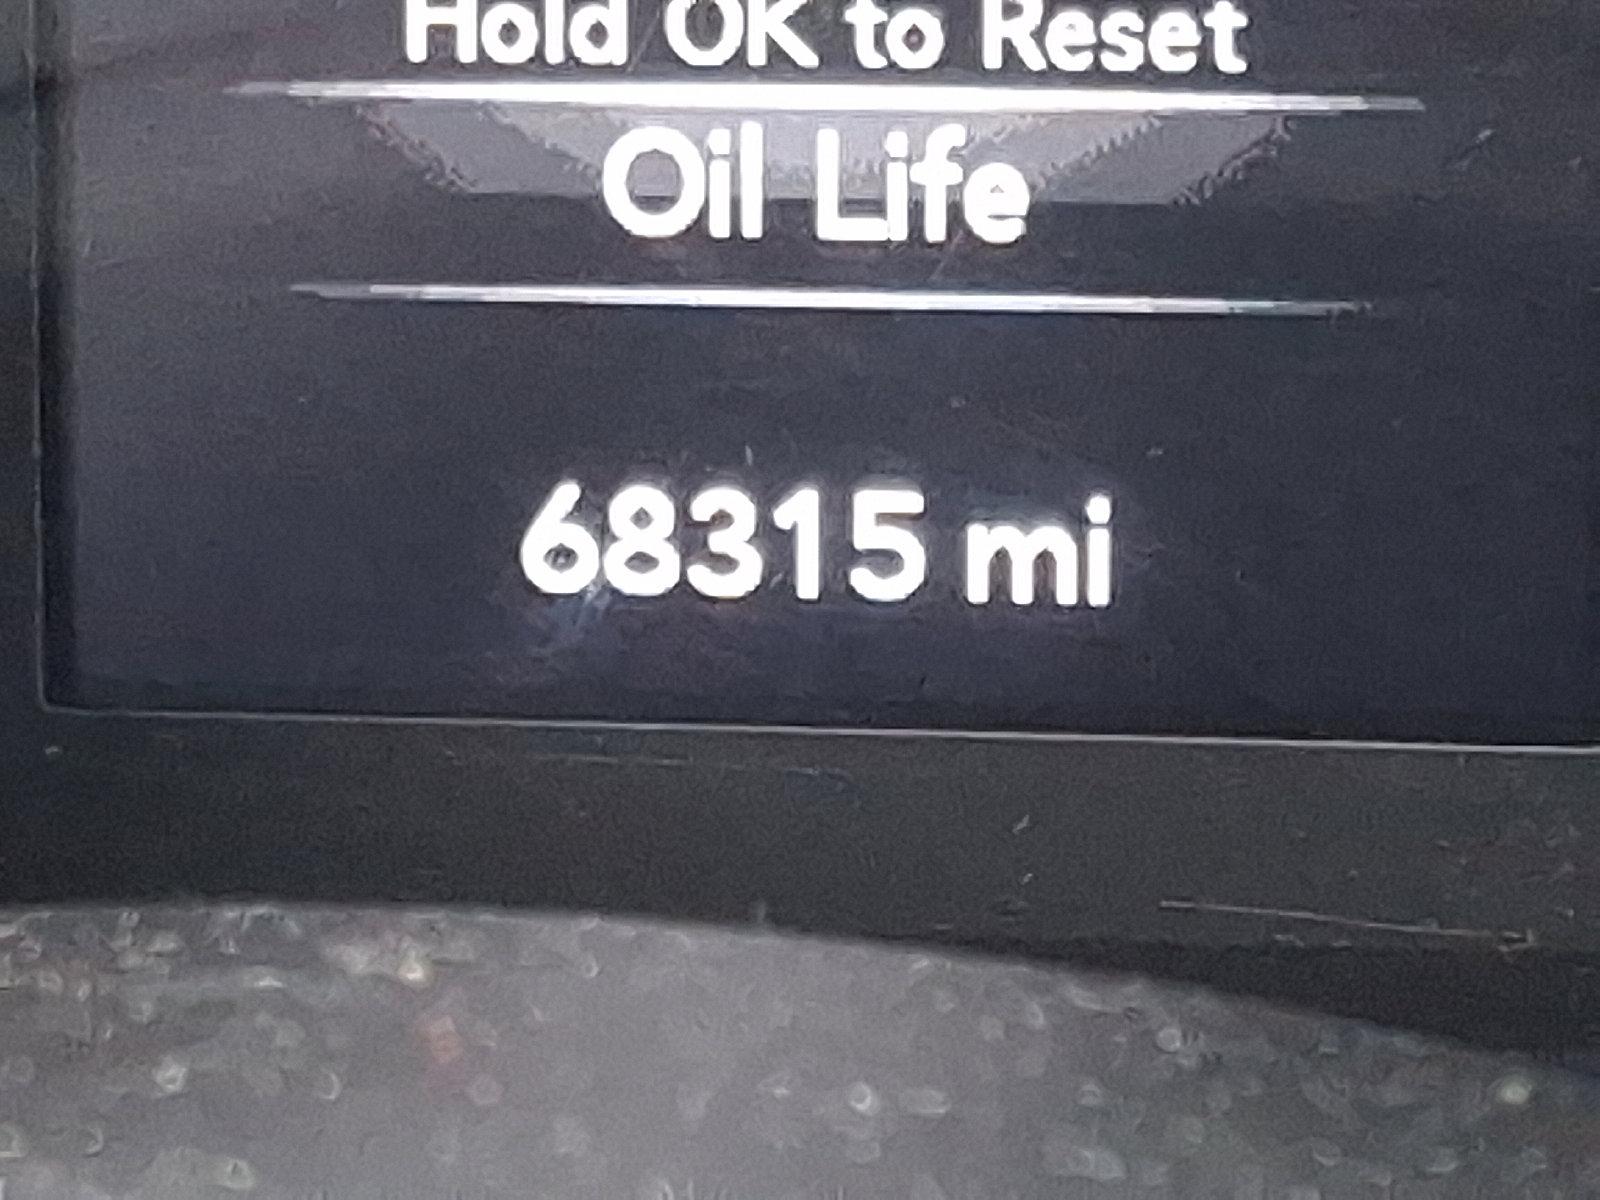 Hold OK to Reset
Oil Life
68315 mi